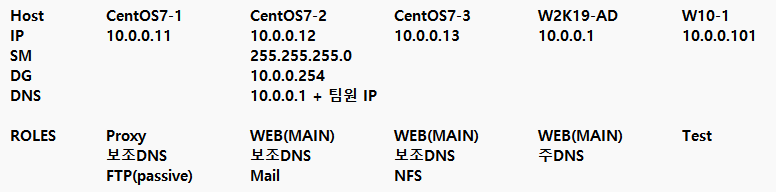 Host CentOS7-1 CentOS7-2 CentOS7-3 W2K19-AD W10-1
IP 10.0.0.11 10.0.0.12 10.0.0.13 10.0.0.1 10.0.0.101
SM 255.255.255.0
DG 10.0.0.254
DNS 10.0.0.1 + 팀원 IP
ROLES Proxy WEB(MAIN) WEB(MAIN) WEB(MAIN) Test
보조DNS 보조DNS 보조DNS 주DNS
FTP(passive) Mail NFS